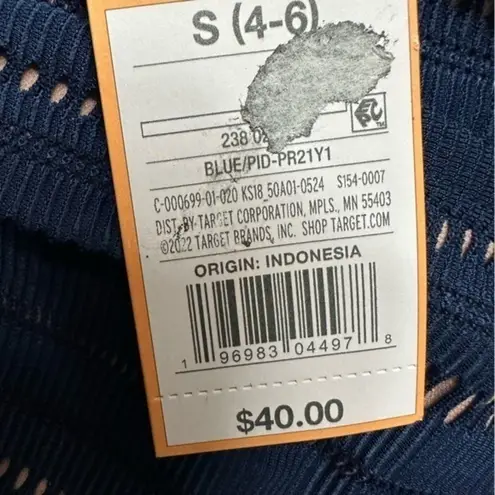 S (4-6)
238 02
BLUE/PID-PR21Y1
C-000699-01-020 KS18_50A01-0524 S154-0007
DIST. BY TARGET CORPORATION, MPLS., MN 55403
©2022 TARGET BRANDS, INC. SHOP TARGET.COM
ORIGIN: INDONESIA
1 96983 04497 8
$40.00